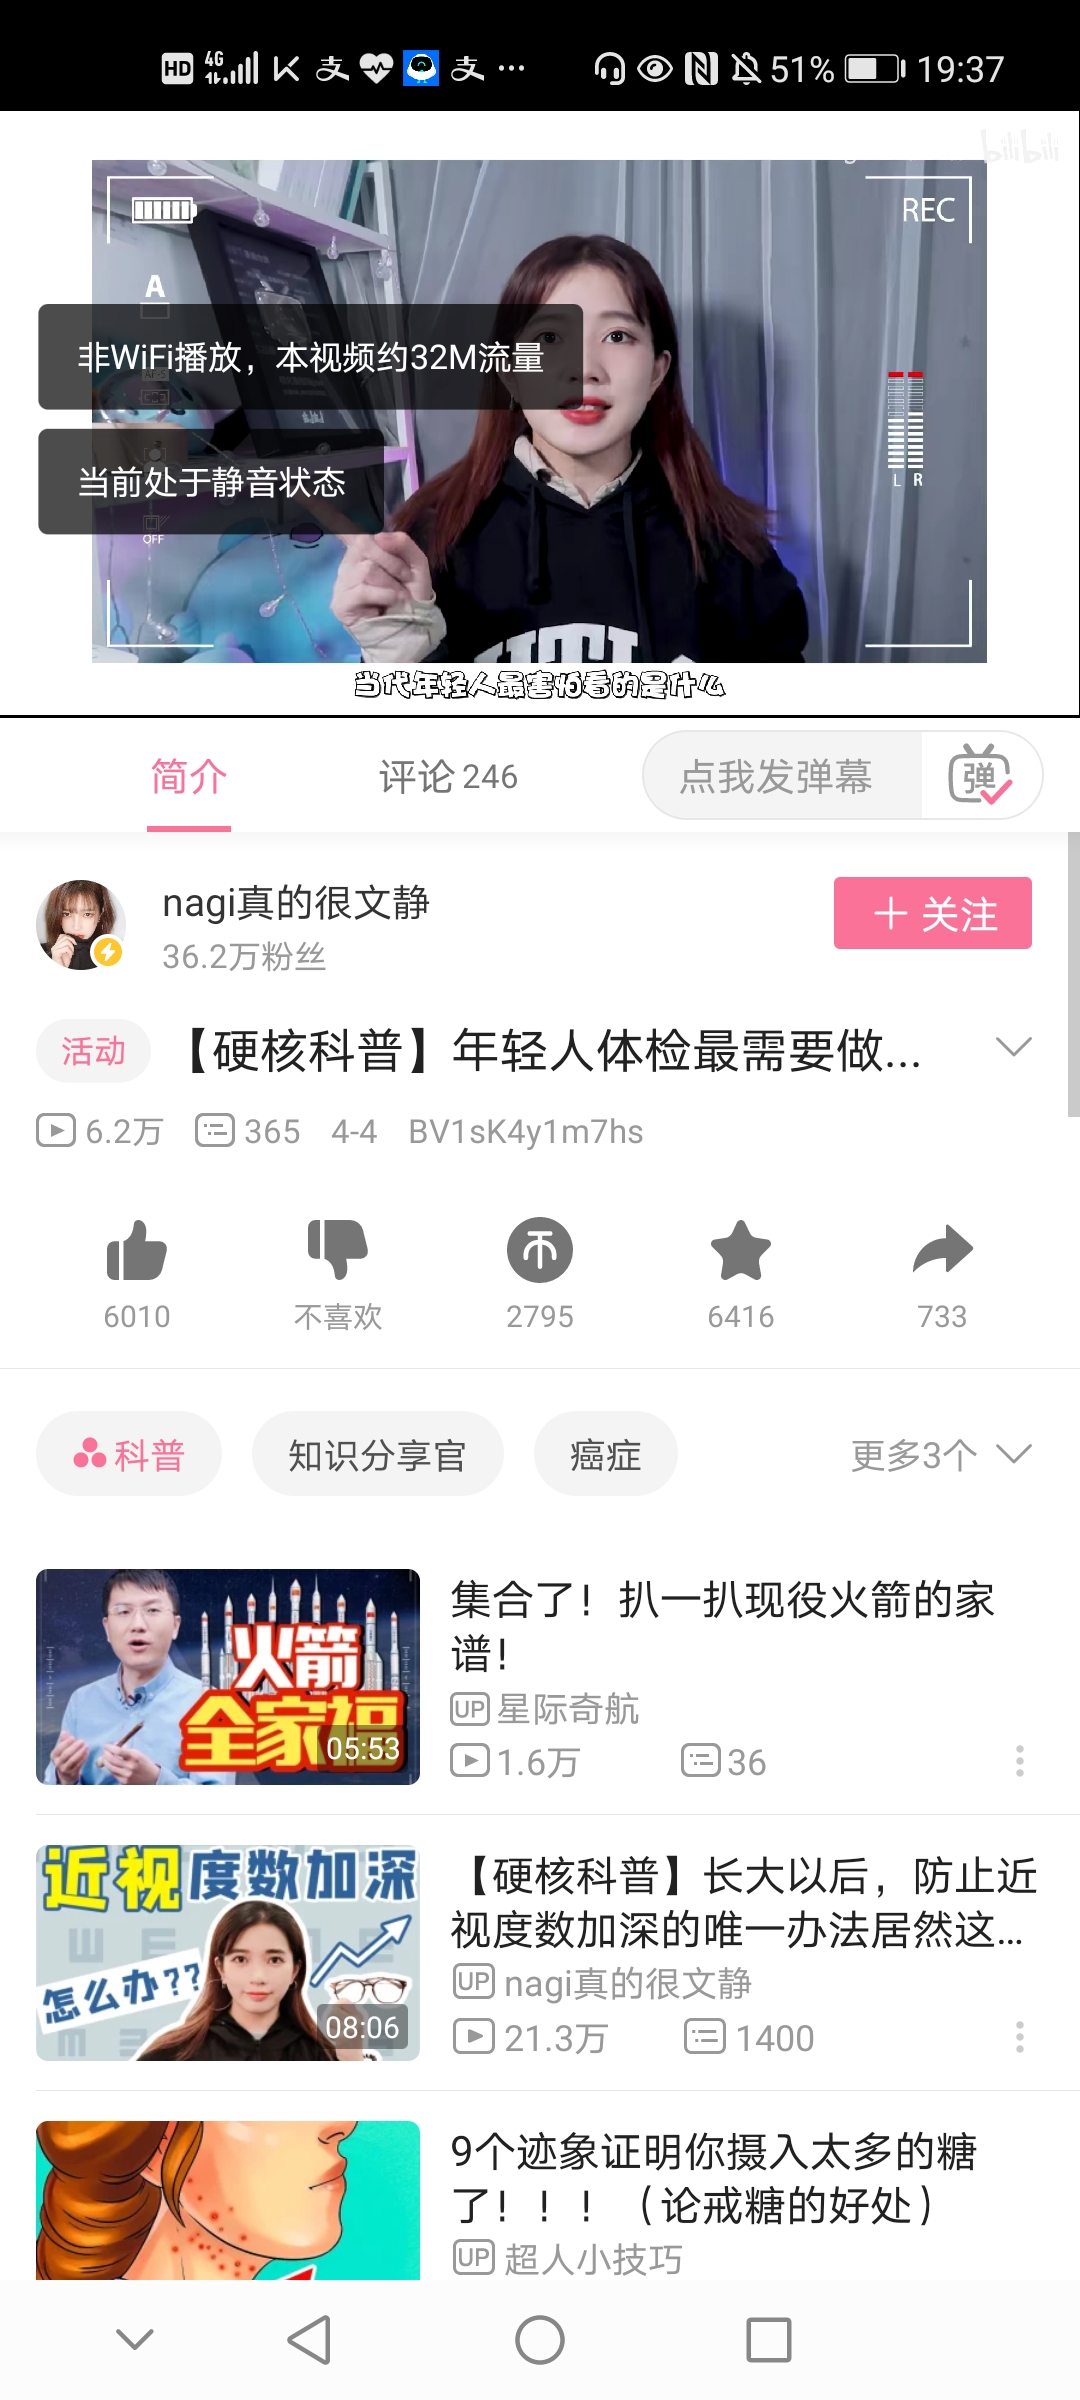 HD 4G 51% 19:37
bilibili
REC
A
非WiFi播放，本视频约32M流量
当前处于静音状态
L R
OFF
当代年轻人最害怕看的是什么
简介 评论 246 点我发弹幕 弹
nagi真的很文静
36.2万粉丝
＋ 关注
活动 【硬核科普】年轻人体检最需要做...
6.2万 365 4-4 BV1sK4y1m7hs
6010 不喜欢 2795 6416 733
科普 知识分享官 癌症 更多3个
火箭
全家福
05:53
集合了！扒一扒现役火箭的家
谱！
UP 星际奇航
1.6万 36
近视度数加深
怎么办??
08:06
【硬核科普】长大以后，防止近
视度数加深的唯一办法居然这...
UP nagi真的很文静
21.3万 1400
9个迹象证明你摄入太多的糖
了！！！（论戒糖的好处）
UP 超人小技巧